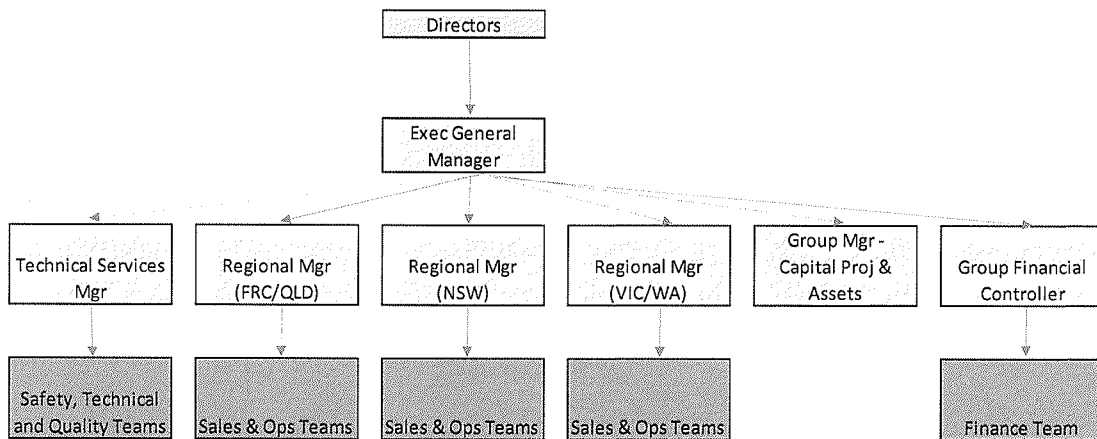 Directors
Exec General
Manager
Technical Services
Mgr
Regional Mgr
(FRC/QLD)
Regional Mgr
(NSW)
Regional Mgr
(VIC/WA)
Group Mgr -
Capital Proj &
Assets
Group Financial
Controller
Safety, Technical
and Quality Teams
Sales & Ops Teams
Sales & Ops Teams
Sales & Ops Teams
Finance Team